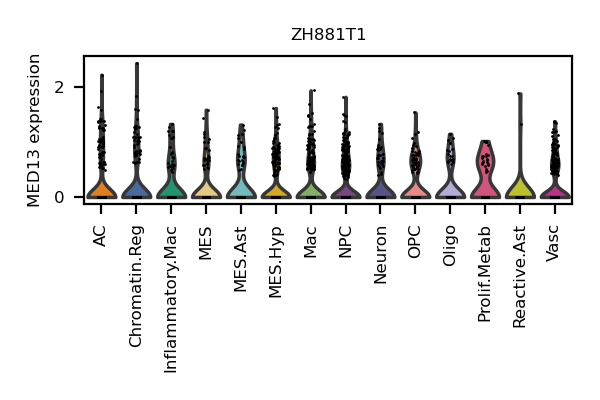 ZH881T1
MED13 expression
2
0
AC
Chromatin.Reg
Inflammatory.Mac
MES
MES.Ast
MES.Hyp
Mac
NPC
Neuron
OPC
Oligo
Prolif.Metab
Reactive.Ast
Vasc